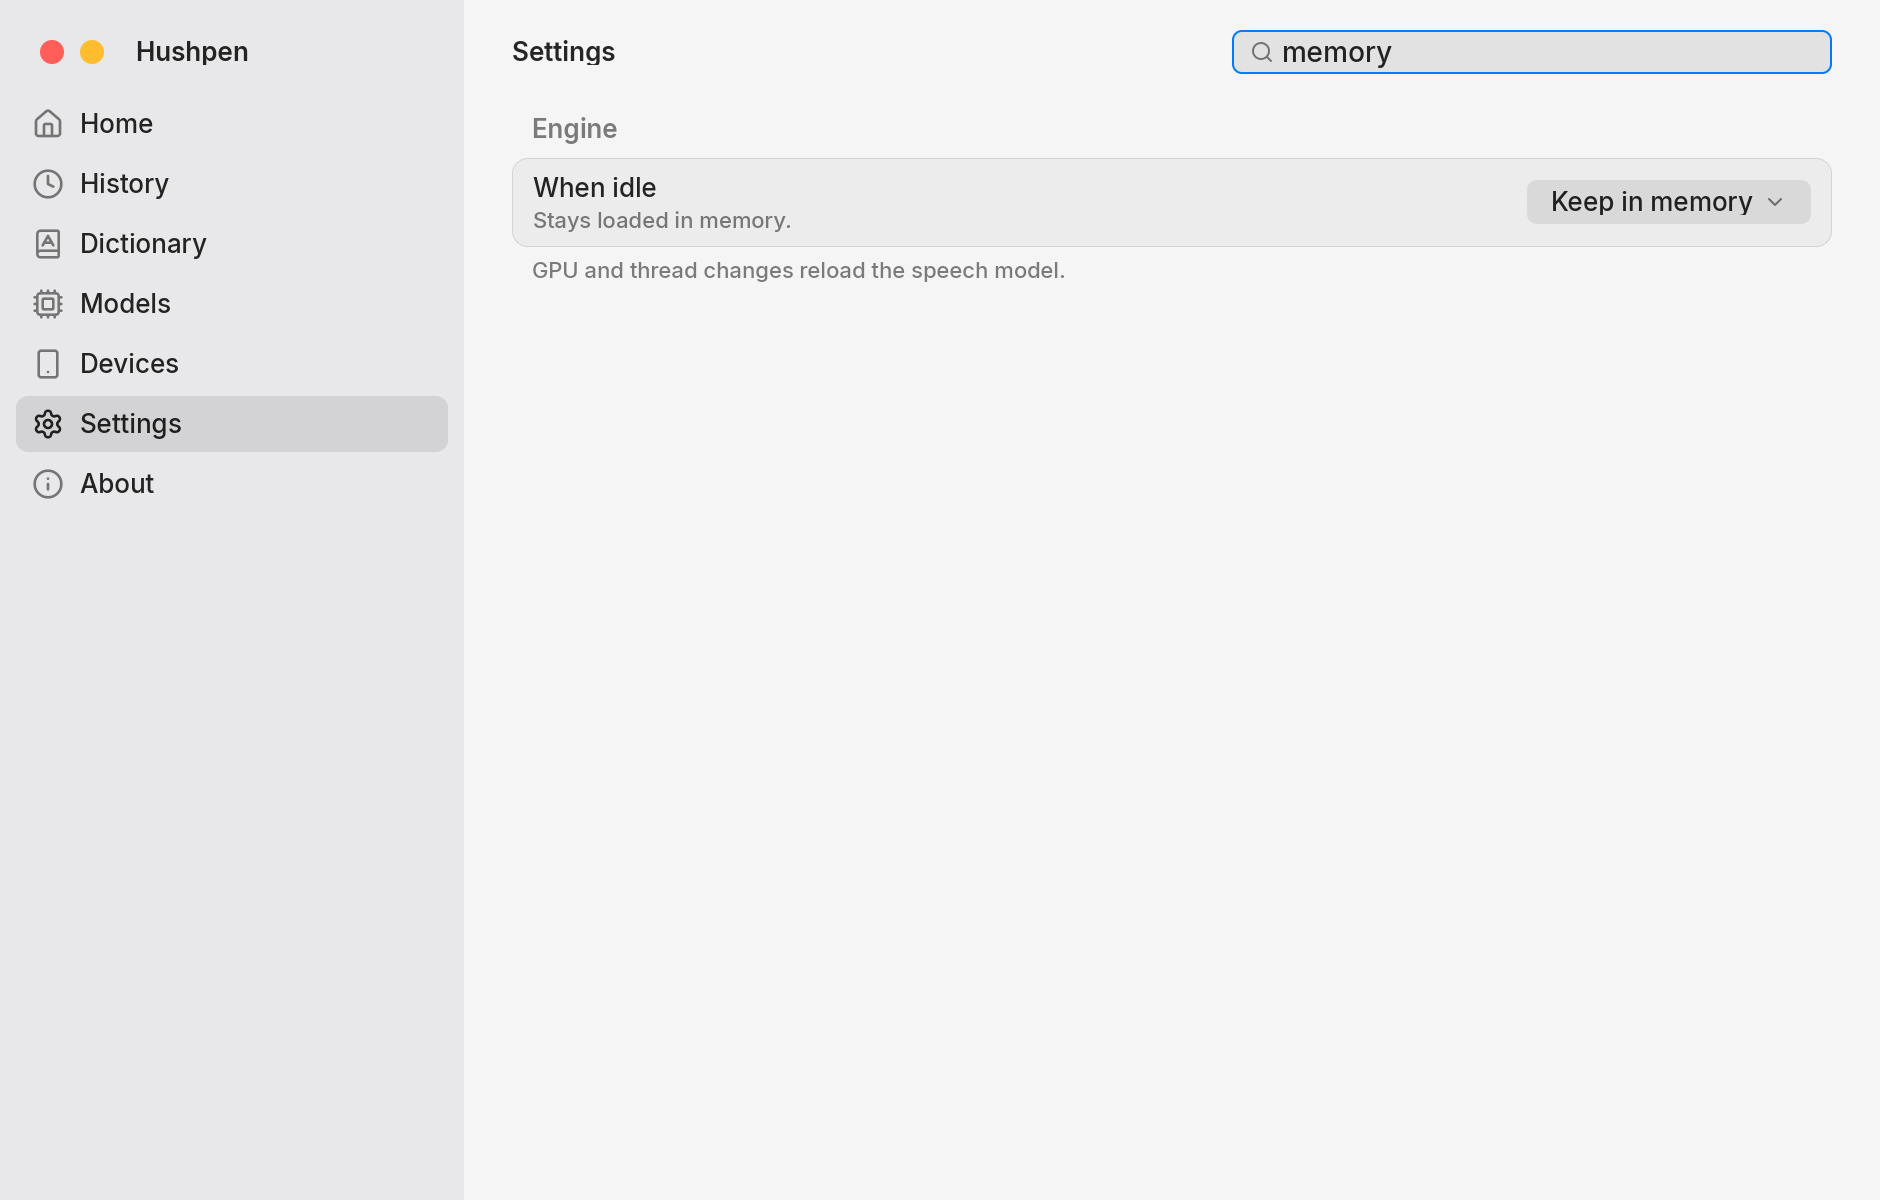 Hushpen
Home
History
Dictionary
Models
Devices
Settings
About
Settings
memory
Engine
When idle
Stays loaded in memory.
Keep in memory
GPU and thread changes reload the speech model.